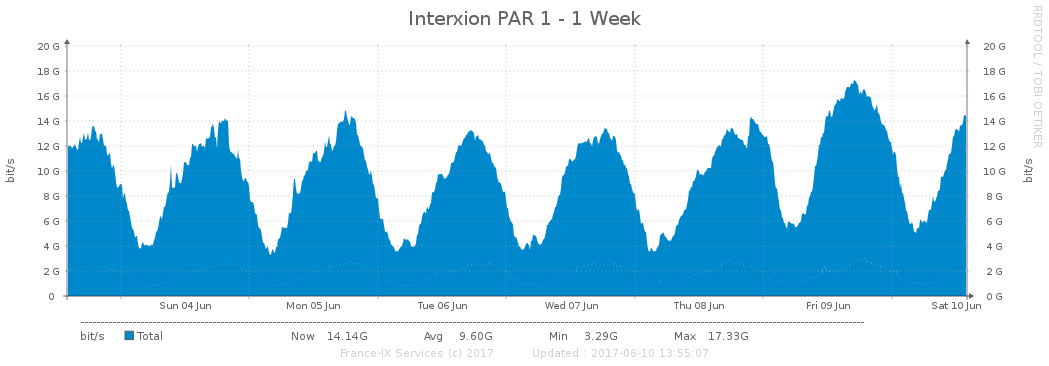 Interxion PAR 1 - 1 Week
RRDTOOL / TOBI OETIKER
bit/s
bit/s
20 G 20 G
18 G 18 G
16 G 16 G
14 G 14 G
12 G 12 G
10 G 10 G
8 G 8 G
6 G 6 G
4 G 4 G
2 G 2 G
0 0 G
Sun 04 Jun Mon 05 Jun Tue 06 Jun Wed 07 Jun Thu 08 Jun Fri 09 Jun Sat 10 Jun
bit/s Total Now 14.14G Avg 9.60G Min 3.29G Max 17.33G
France-IX Services (c) 2017 Updated : 2017-06-10 13:55:07